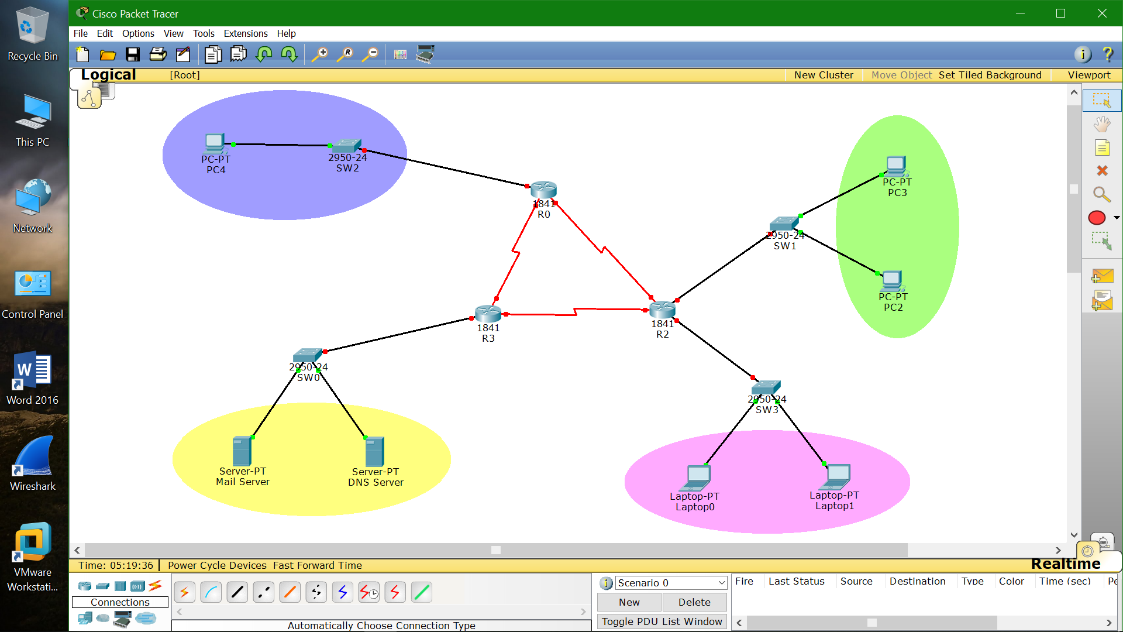 Recycle Bin
This PC
Network
Control Panel
Word 2016
Wireshark
VMware
Workstati...
Cisco Packet Tracer
File Edit Options View Tools Extensions Help
Logical [Root] New Cluster Move Object Set Tiled Background Viewport
PC-PT
PC4
2950-24
SW2
1841
R0
PC-PT
PC3
2950-24
SW1
PC-PT
PC2
1841
R3
1841
R2
2950-24
SW0
2950-24
SW3
Server-PT
Mail Server
Server-PT
DNS Server
Laptop-PT
Laptop0
Laptop-PT
Laptop1
Time: 05:19:36 Power Cycle Devices Fast Forward Time
Realtime
Connections
Automatically Choose Connection Type
Scenario 0
New Delete
Toggle PDU List Window
Fire Last Status Source Destination Type Color Time (sec) Pe